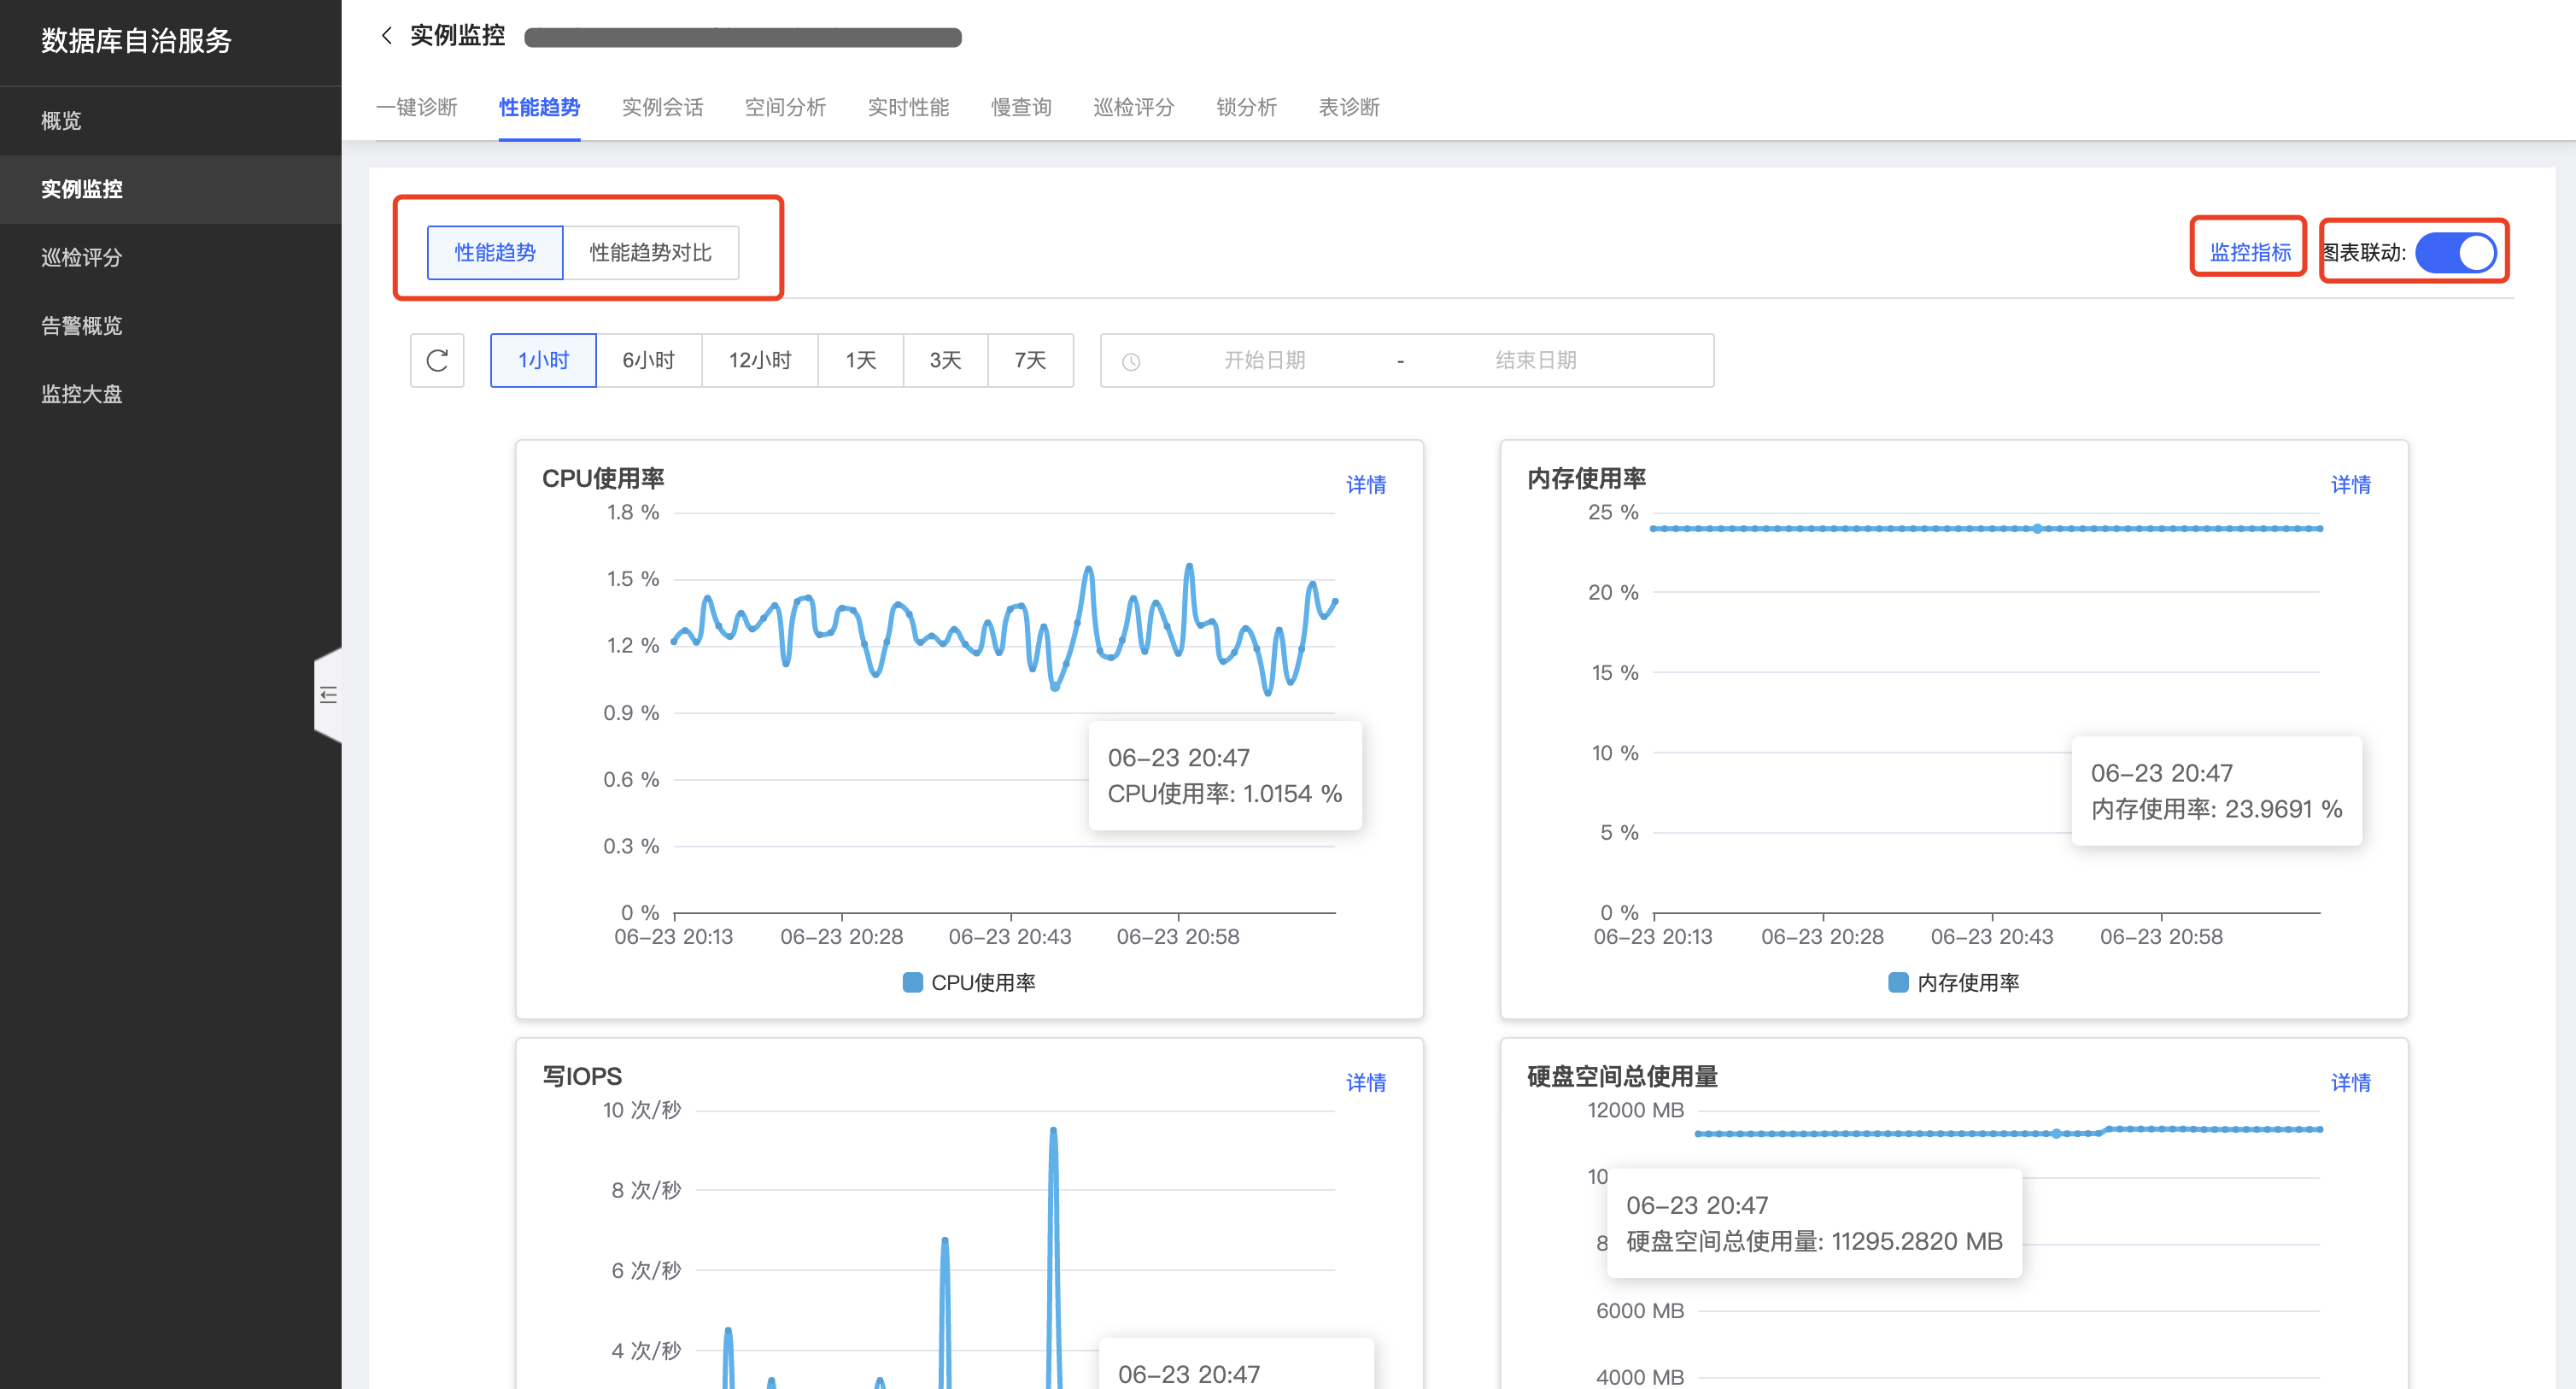 数据库自治服务
概览
实例监控
巡检评分
告警概览
监控大盘
实例监控
一键诊断 性能趋势 实例会话 空间分析 实时性能 慢查询 巡检评分 锁分析 表诊断
性能趋势 性能趋势对比
监控指标 图表联动:
1小时 6小时 12小时 1天 3天 7天 开始日期 - 结束日期
CPU使用率
详情
1.8 %
1.5 %
1.2 %
0.9 %
0.6 %
0.3 %
0 %
06-23 20:47
CPU使用率: 1.0154 %
06-23 20:13 06-23 20:28 06-23 20:43 06-23 20:58
CPU使用率
内存使用率
详情
25 %
20 %
15 %
10 %
5 %
0 %
06-23 20:47
内存使用率: 23.9691 %
06-23 20:13 06-23 20:28 06-23 20:43 06-23 20:58
内存使用率
写IOPS
详情
10 次/秒
8 次/秒
6 次/秒
4 次/秒
06-23 20:47
硬盘空间总使用量
详情
12000 MB
10
8
06-23 20:47
硬盘空间总使用量: 11295.2820 MB
6000 MB
4000 MB